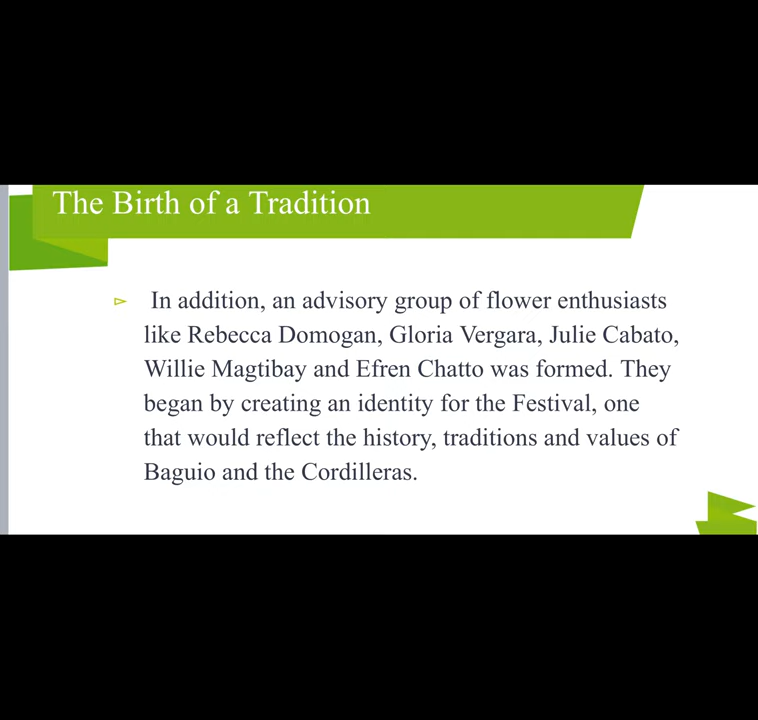 The Birth of a Tradition
In addition, an advisory group of flower enthusiasts
like Rebecca Domogan, Gloria Vergara, Julie Cabato,
Willie Magtibay and Efren Chatto was formed. They
began by creating an identity for the Festival, one
that would reflect the history, traditions and values of
Baguio and the Cordilleras.